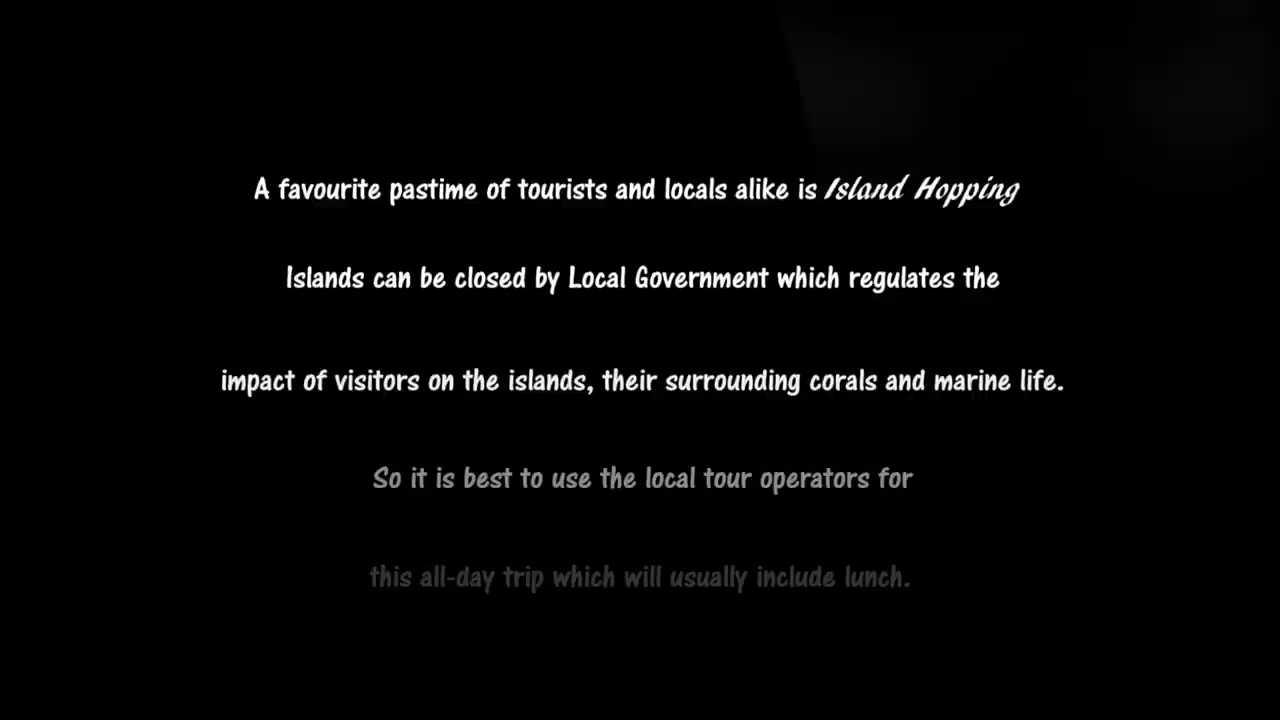 A favourite pastime of tourists and locals alike is Island Hopping
Islands can be closed by Local Government which regulates the
impact of visitors on the islands, their surrounding corals and marine life.
So it is best to use the local tour operators for
this all-day trip which will usually include lunch.